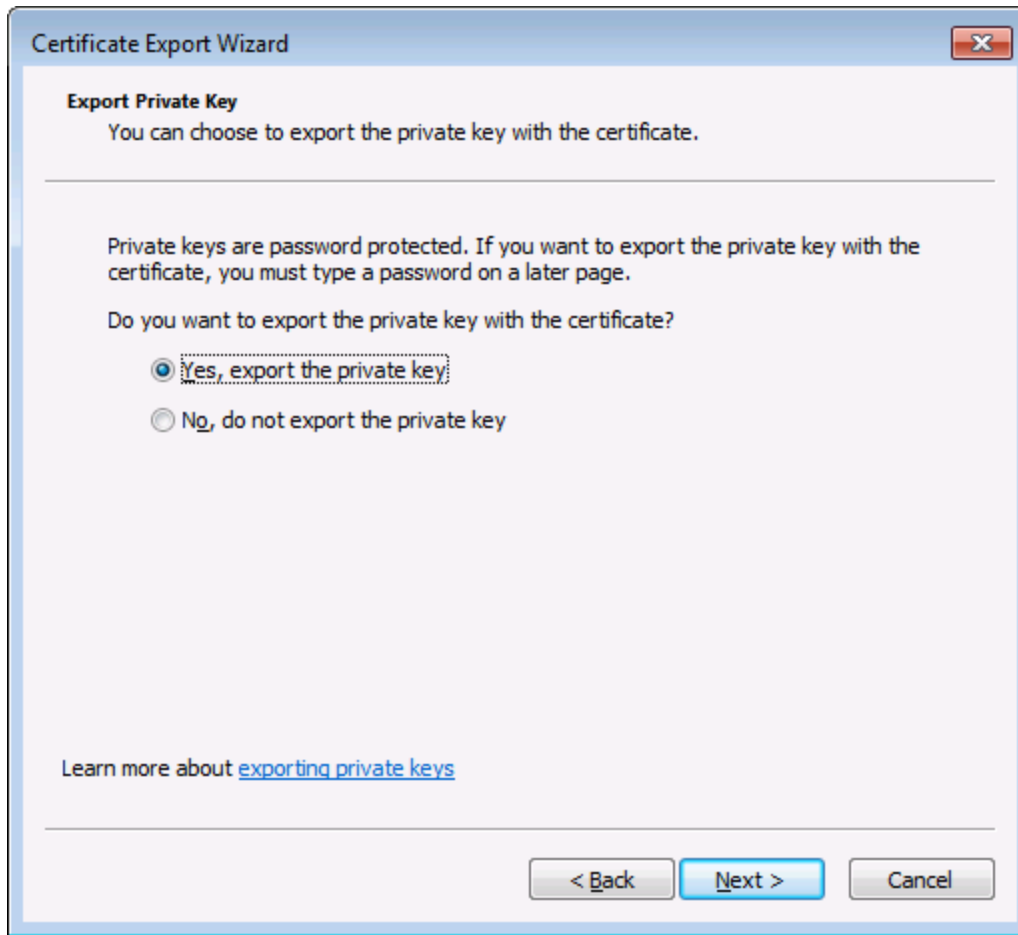 Certificate Export Wizard
Export Private Key
You can choose to export the private key with the certificate.
Private keys are password protected. If you want to export the private key with the
certificate, you must type a password on a later page.
Do you want to export the private key with the certificate?
Yes, export the private key
No, do not export the private key
Learn more about exporting private keys
< Back
Next >
Cancel